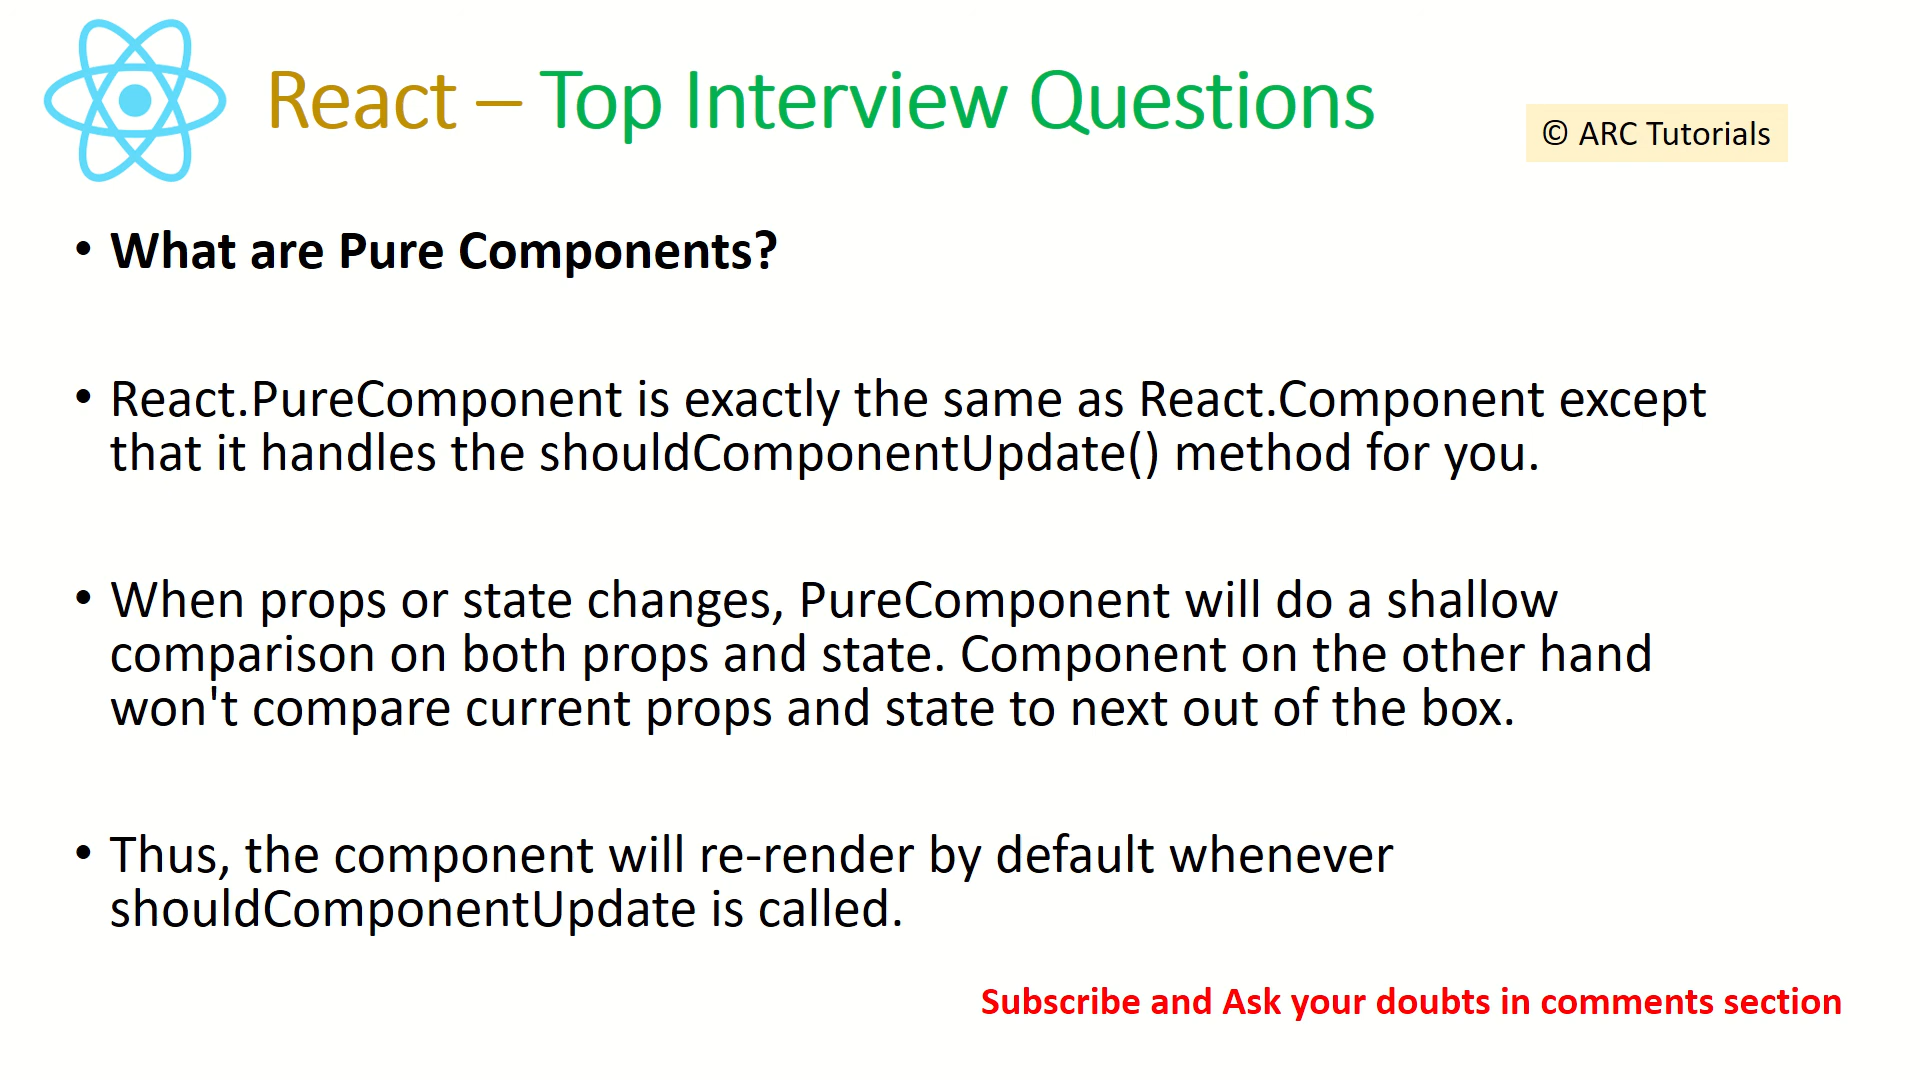 React – Top Interview Questions
© ARC Tutorials
• What are Pure Components?
• React.PureComponent is exactly the same as React.Component except
that it handles the shouldComponentUpdate() method for you.
• When props or state changes, PureComponent will do a shallow
comparison on both props and state. Component on the other hand
won't compare current props and state to next out of the box.
• Thus, the component will re-render by default whenever
shouldComponentUpdate is called.
Subscribe and Ask your doubts in comments section